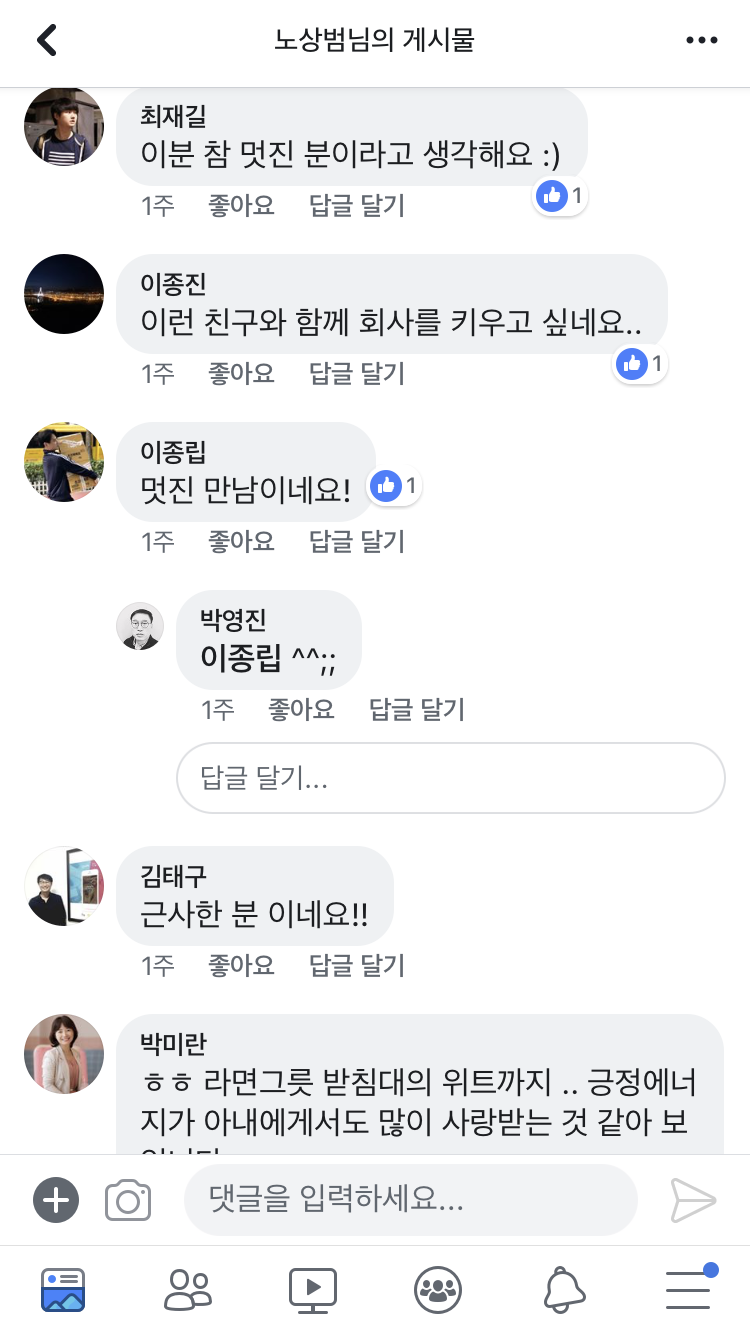 노상범님의 게시물
최재길
이분 참 멋진 분이라고 생각해요 :)
1주 좋아요 답글 달기 1
이종진
이런 친구와 함께 회사를 키우고 싶네요..
1주 좋아요 답글 달기 1
이종립
멋진 만남이네요! 1
1주 좋아요 답글 달기
박영진
이종립 ^^;;
1주 좋아요 답글 달기
답글 달기...
김태구
근사한 분 이네요!!
1주 좋아요 답글 달기
박미란
ㅎㅎ 라면그릇 받침대의 위트까지 .. 긍정에너
지가 아내에게서도 많이 사랑받는 것 같아 보
댓글을 입력하세요...